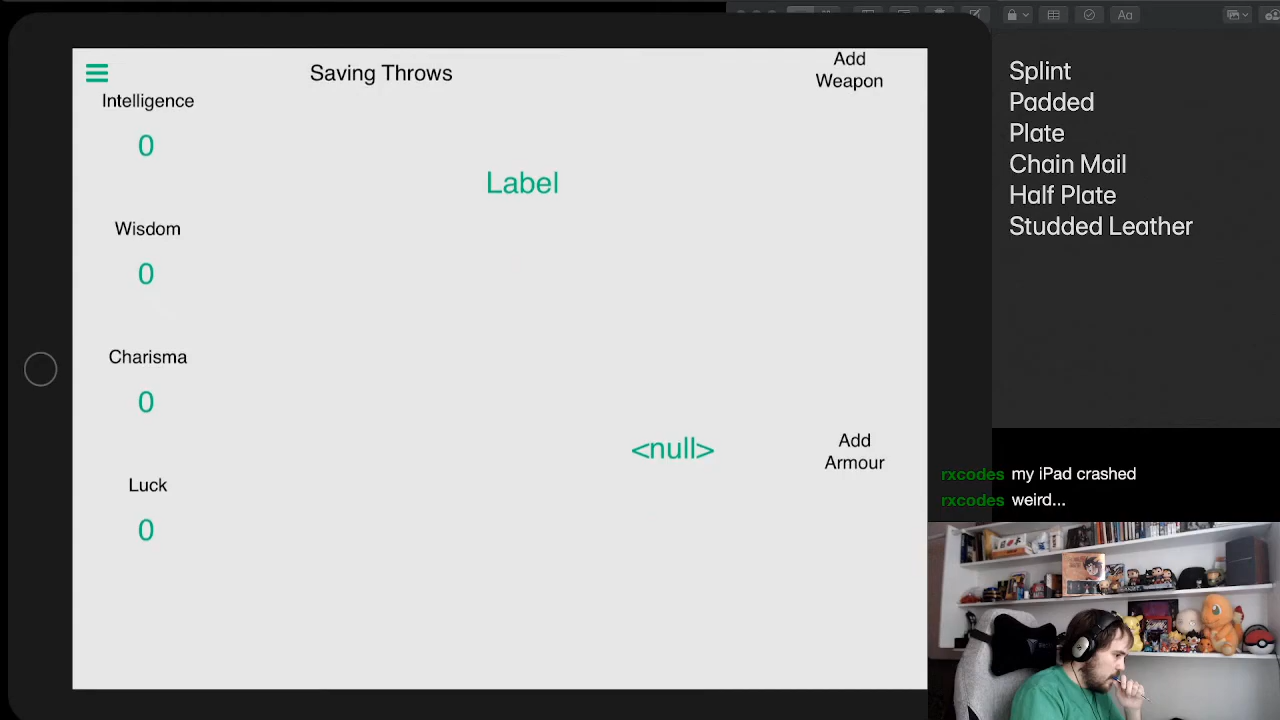 Saving Throws
Add
Weapon
Intelligence
0
Label
Wisdom
0
Charisma
0
<null>
Add
Armour
Luck
0
Aa
Splint
Padded
Plate
Chain Mail
Half Plate
Studded Leather
rxcodes my iPad crashed
rxcodes weird...